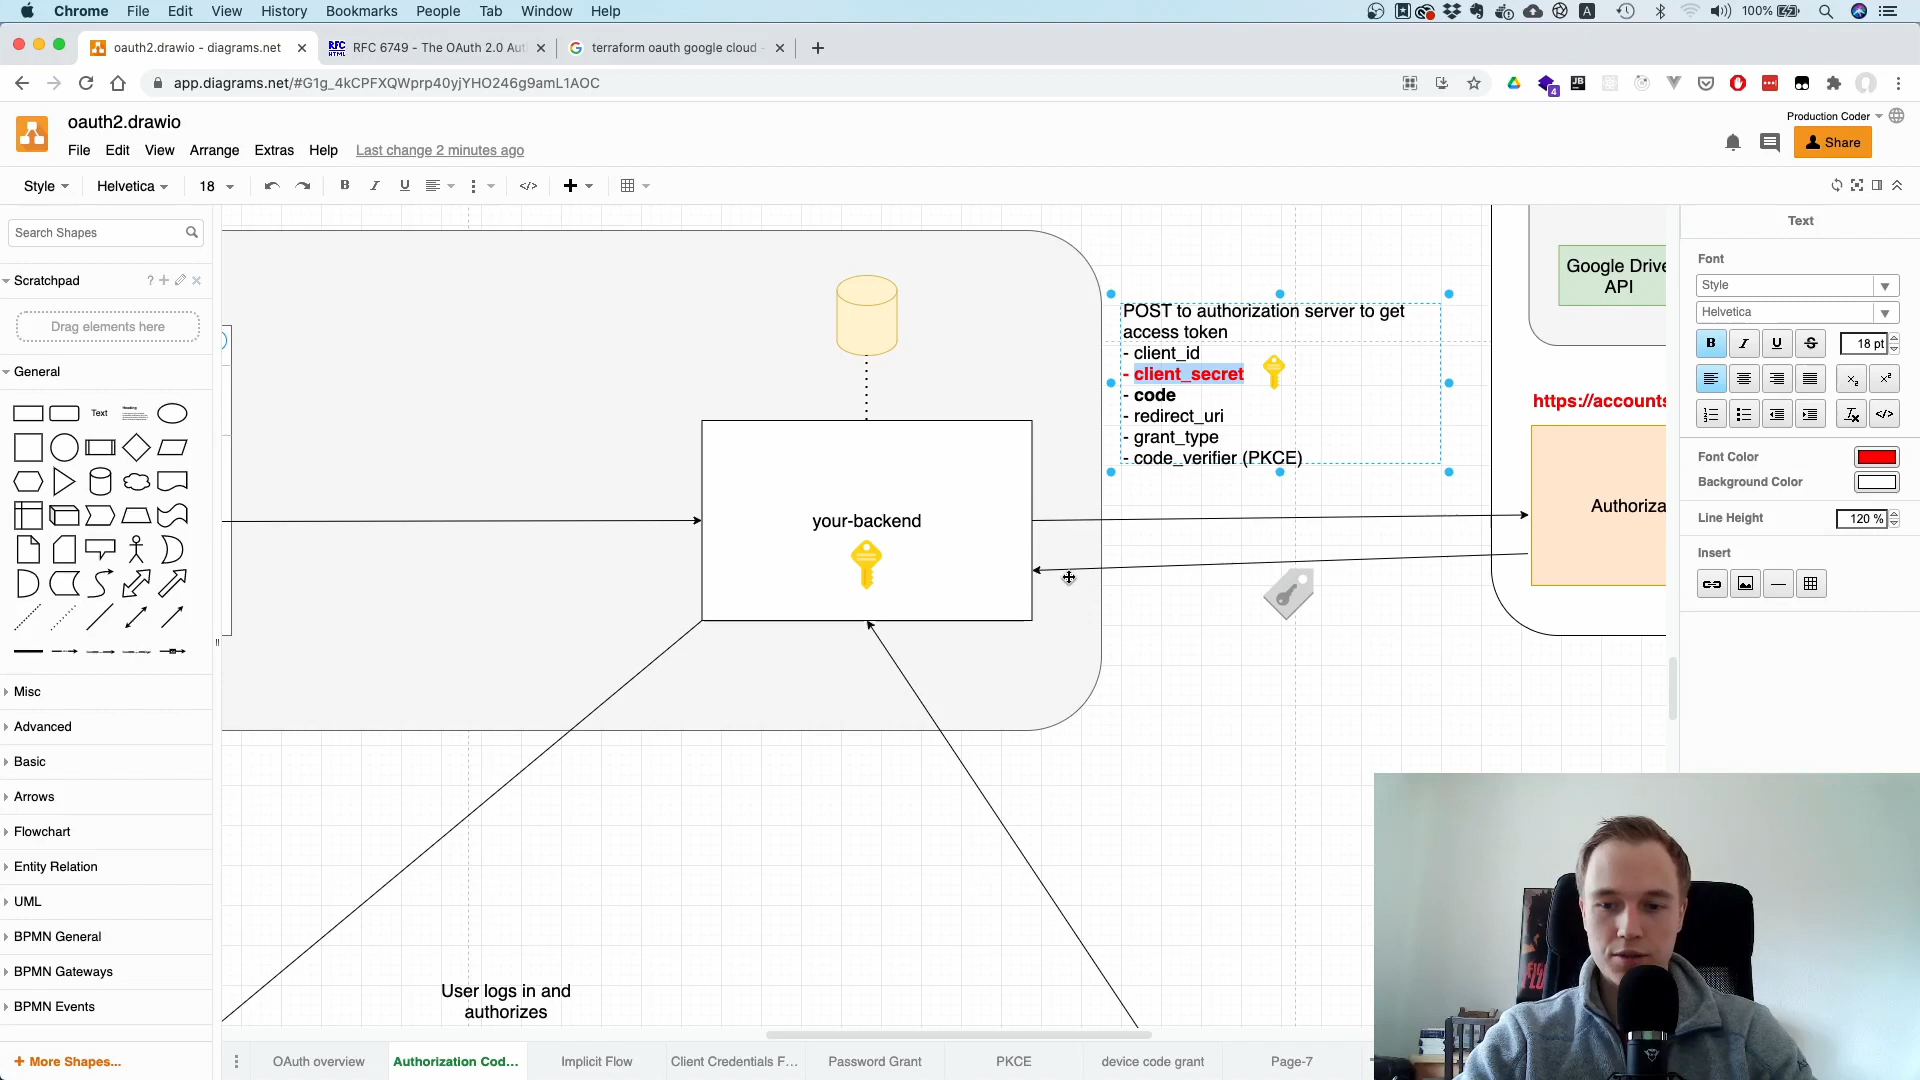 Chrome File Edit View History Bookmarks People Tab Window Help 100%
oauth2.drawio - diagrams.net
RFC HTML RFC 6749 - The OAuth 2.0 Aut
terraform oauth google cloud -
app.diagrams.net/#G1g_4kCPFXQWprp40yjYHO246g9amL1AOC
oauth2.drawio
Production Coder
File Edit View Arrange Extras Help Last change 2 minutes ago
Share
Style Helvetica 18
Search Shapes
Scratchpad
Drag elements here
General
Text
Heading
Misc
Advanced
Basic
Arrows
Flowchart
Entity Relation
UML
BPMN General
BPMN Gateways
BPMN Events
+ More Shapes...
POST to authorization server to get
access token
- client_id
- client_secret
- code
- redirect_uri
- grant_type
- code_verifier (PKCE)
your-backend
Google Drive
API
https://accounts
Authoriza
User logs in and
authorizes
Text
Font
Style
Helvetica
B I U S 18 pt
Font Color
Background Color
Line Height 120 %
Insert
OAuth overview
Authorization Cod...
Implicit Flow
Client Credentials F...
Password Grant
PKCE
device code grant
Page-7